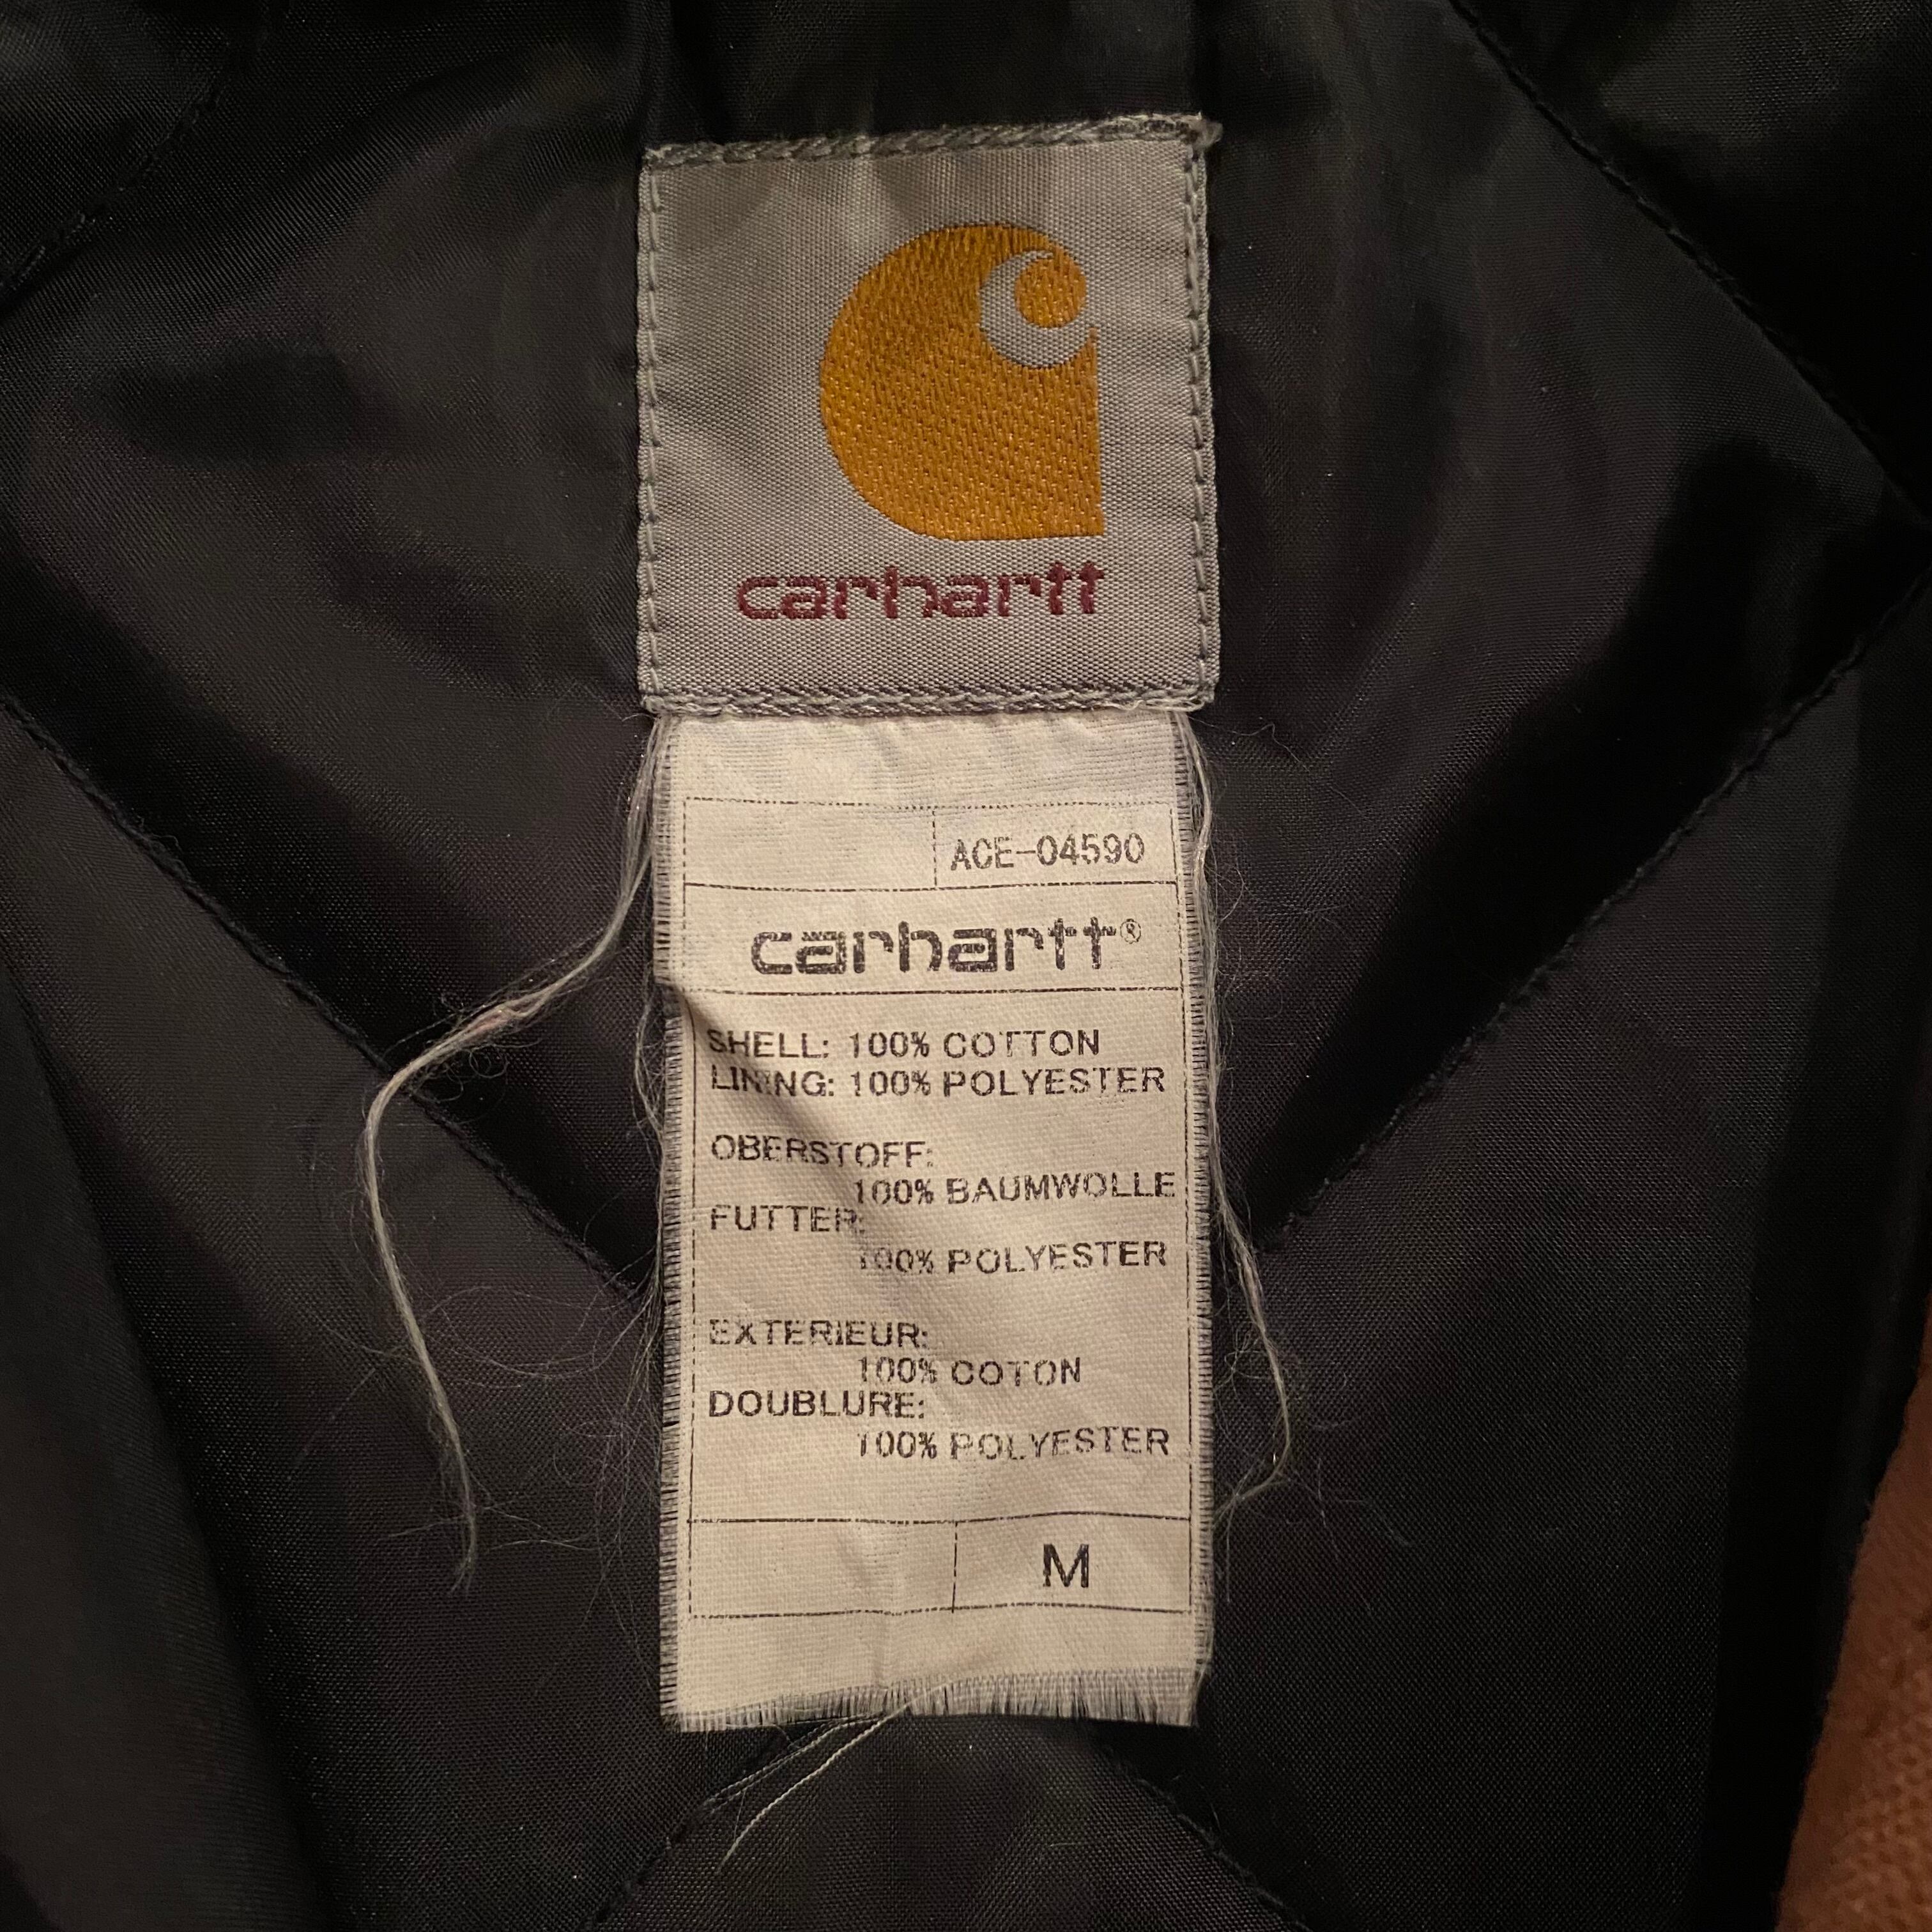 carhartt
ACE-04590
carhartt®
SHELL: 100% COTTON
LINING: 100% POLYESTER
OBERSTOFF:
100% BAUMWOLLE
FUTTER:
100% POLYESTER
EXTERIEUR:
100% COTON
DOUBLURE:
100% POLYESTER
M